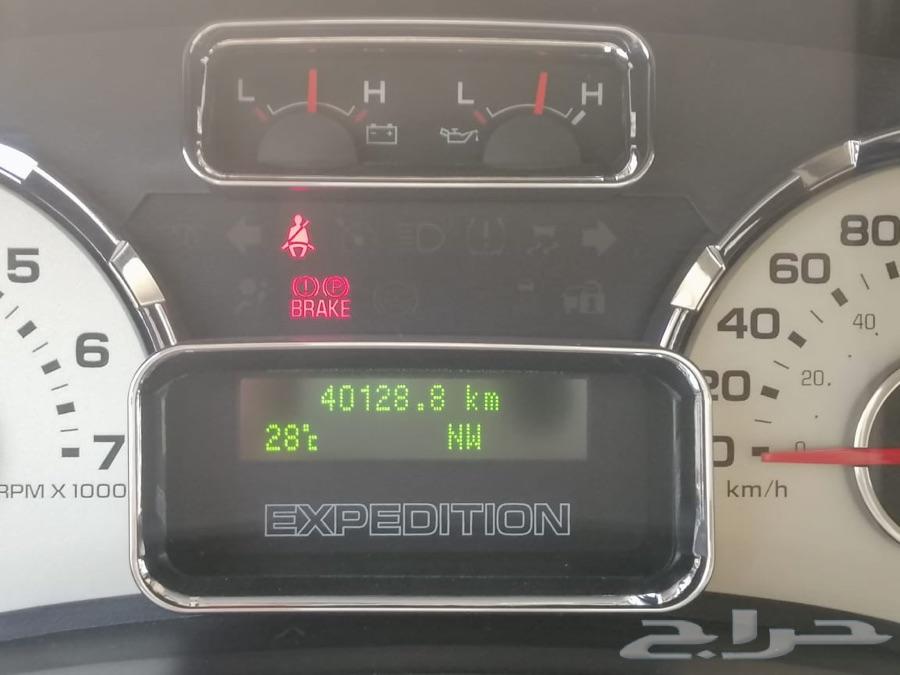 L H L H
BRAKE
5
6
7
RPM X 1000
40128.8 km
28°C NW
EXPEDITION
80
60
40
20
0
40
20
0
km/h
حراج